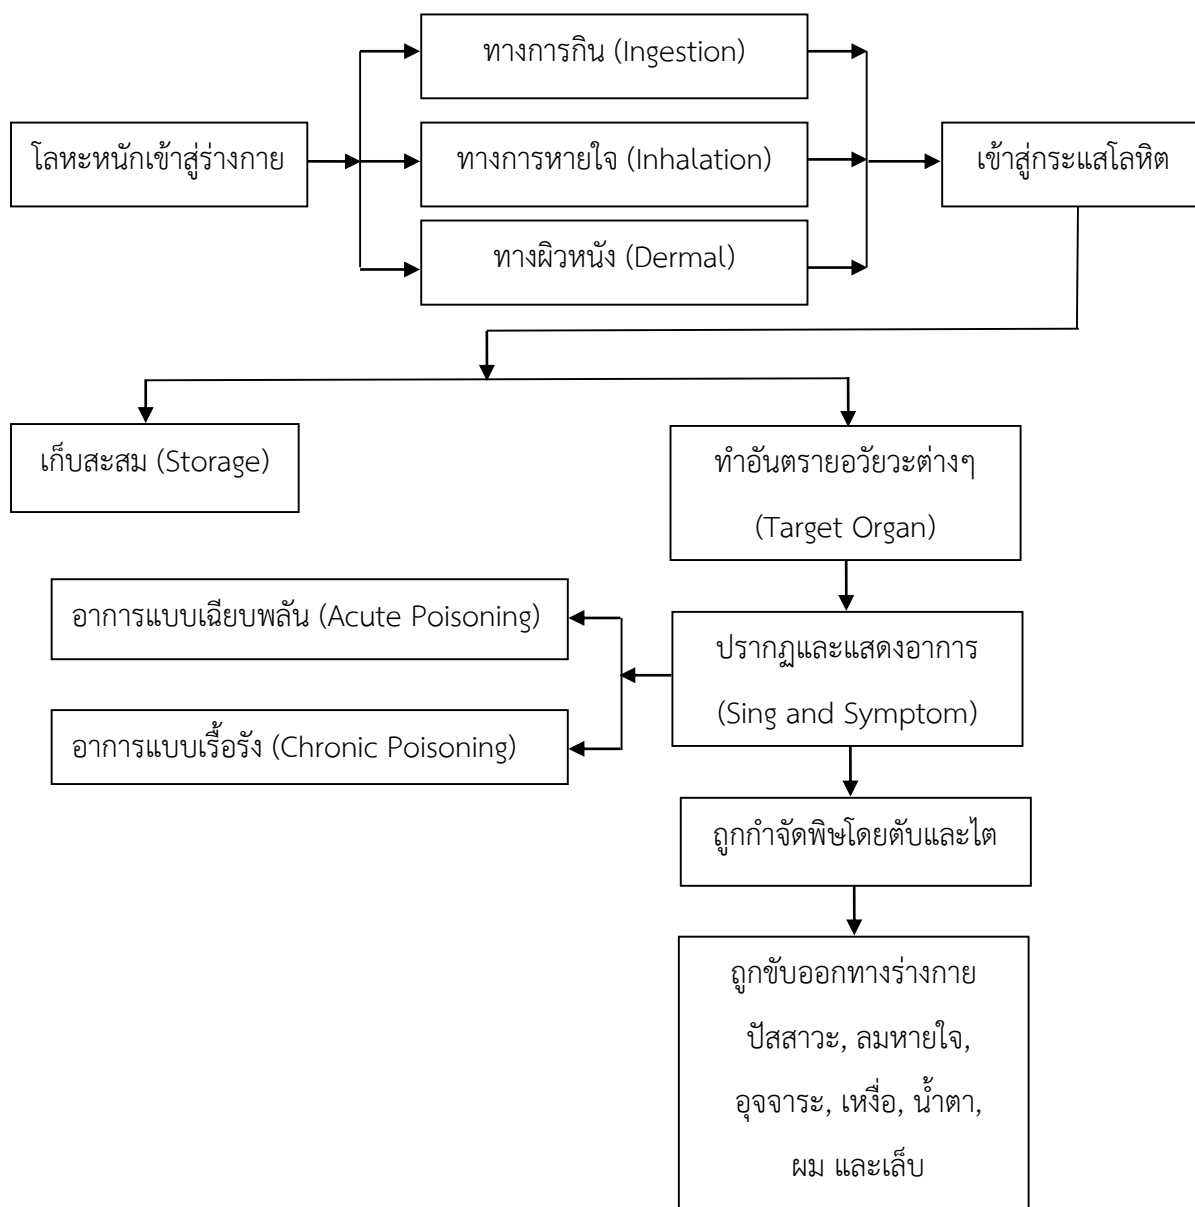 ทางการกิน (Ingestion)
โลหะหนักเข้าสู่ร่างกาย
ทางการหายใจ (Inhalation)
เข้าสู่กระแสโลหิต
ทางผิวหนัง (Dermal)
เก็บสะสม (Storage)
ทำอันตรายอวัยวะต่างๆ
(Target Organ)
อาการแบบเฉียบพลัน (Acute Poisoning)
ปรากฏและแสดงอาการ
(Sing and Symptom)
อาการแบบเรื้อรัง (Chronic Poisoning)
ถูกกำจัดพิษโดยตับและไต
ถูกขับออกทางร่างกาย
ปัสสาวะ, ลมหายใจ,
อุจจาระ, เหงื่อ, น้ำตา,
ผม และเล็บ